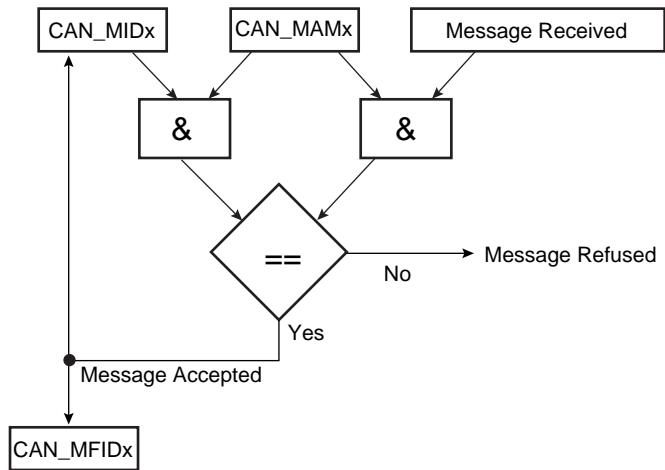 CAN_MIDx
CAN_MAMx
Message Received
&
&
==
No
Message Refused
Yes
Message Accepted
CAN_MFIDx